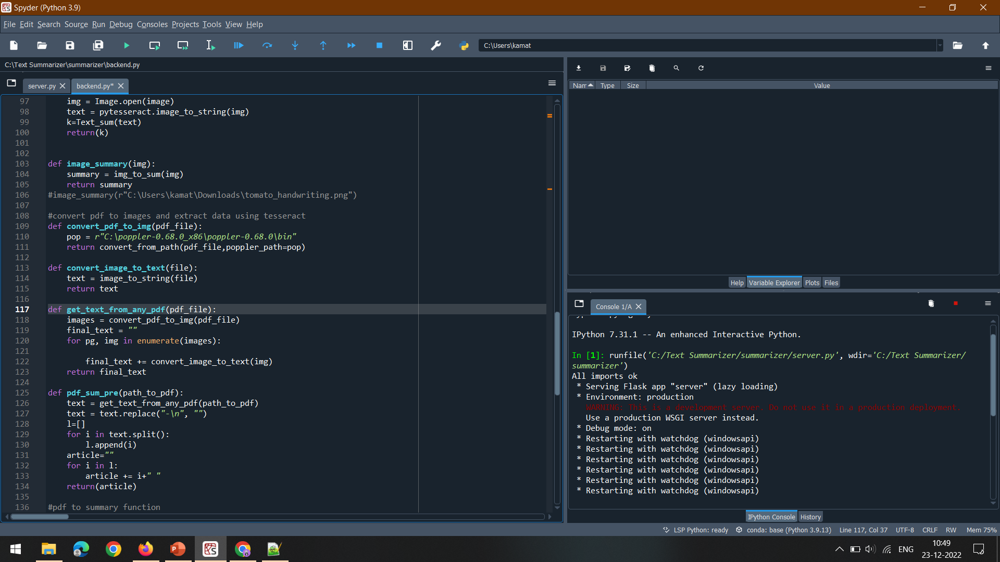 Spyder (Python 3.9)
File Edit Search Source Run Debug Consoles Projects Tools View Help
C:\Users\kamat
C:\Text Summarizer\summarizer\backend.py
server.py
backend.py*
97 img = Image.open(image)
98 text = pytesseract.image_to_string(img)
99 k=Text_sum(text)
100 return(k)
101
102
103 def image_summary(img):
104 summary = img_to_sum(img)
105 return summary
106 #image_summary(r"C:\Users\kamat\Downloads\tomato_handwriting.png")
107
108 #convert pdf to images and extract data using tesseract
109 def convert_pdf_to_img(pdf_file):
110 pop = r"C:\poppler-0.68.0_x86\poppler-0.68.0\bin"
111 return convert_from_path(pdf_file,poppler_path=pop)
112
113 def convert_image_to_text(file):
114 text = image_to_string(file)
115 return text
116
117 def get_text_from_any_pdf(pdf_file):
118 images = convert_pdf_to_img(pdf_file)
119 final_text = ""
120 for pg, img in enumerate(images):
121
122 final_text += convert_image_to_text(img)
123 return final_text
124
125 def pdf_sum_pre(path_to_pdf):
126 text = get_text_from_any_pdf(path_to_pdf)
127 text = text.replace("-\n", "")
128 l=[]
129 for i in text.split():
130 l.append(i)
131 article=""
132 for i in l:
133 article += i+" "
134 return(article)
135
136 #pdf to summary function
Nam Type Size Value
Help Variable Explorer Plots Files
Console 1/A
IPython 7.31.1 -- An enhanced Interactive Python.
In [1]: runfile('C:/Text Summarizer/summarizer/server.py', wdir='C:/Text Summarizer/
summarizer')
All imports ok
* Serving Flask app "server" (lazy loading)
* Environment: production
WARNING: This is a development server. Do not use it in a production deployment.
Use a production WSGI server instead.
* Debug mode: on
* Restarting with watchdog (windowsapi)
* Restarting with watchdog (windowsapi)
* Restarting with watchdog (windowsapi)
* Restarting with watchdog (windowsapi)
* Restarting with watchdog (windowsapi)
* Restarting with watchdog (windowsapi)
IPython Console History
LSP Python: ready conda: base (Python 3.9.13) Line 117, Col 37 UTF-8 CRLF RW Mem 75%
ENG
10:49
23-12-2022